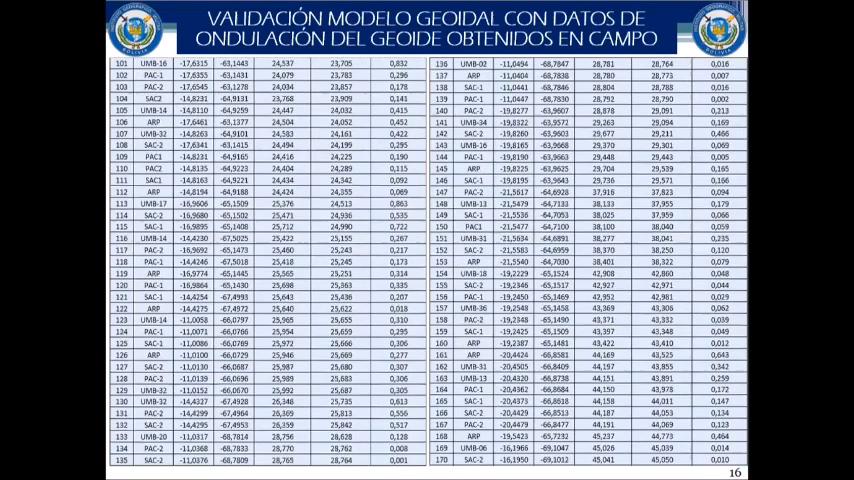 VALIDACIÓN MODELO GEOIDAL CON DATOS DE
ONDULACIÓN DEL GEOIDE OBTENIDOS EN CAMPO
101 UMB-16 -17,6315 -63,1443 24,537 23,705 0,832
102 PAC-1 -17,6355 -63,1431 24,079 23,783 0,296
103 PAC-2 -17,6545 -63,1278 24,034 23,857 0,178
104 SAC2 -14,8231 -64,9231 23,768 23,909 0,141
105 UMB-14 -14,8110 -64,9259 24,447 24,032 0,415
106 ARP -17,6461 -63,1377 24,504 24,052 0,452
107 UMB-32 -14,8263 -64,9101 24,583 24,161 0,422
108 SAC-2 -17,6341 -63,1415 24,494 24,199 0,295
109 PAC1 -14,8231 -64,9165 24,416 24,225 0,190
110 PAC2 -14,8135 -64,9223 24,404 24,289 0,115
111 SAC1 -14,8163 -64,9221 24,434 24,342 0,092
112 ARP -14,8194 -64,9188 24,424 24,355 0,069
113 UMB-17 -16,9606 -65,1509 25,376 24,513 0,863
114 SAC-2 -16,9680 -65,1502 25,471 24,936 0,535
115 SAC-1 -16,9895 -65,1408 25,712 24,990 0,722
116 UMB-14 -14,4230 -67,5025 25,422 25,155 0,267
117 PAC-2 -16,9692 -65,1473 25,460 25,243 0,217
118 PAC-1 -14,4246 -67,5018 25,418 25,245 0,173
119 ARP -16,9774 -65,1445 25,565 25,251 0,314
120 PAC-1 -16,9864 -65,1430 25,698 25,363 0,335
121 SAC-1 -14,4254 -67,4993 25,643 25,436 0,207
122 ARP -14,4275 -67,4972 25,640 25,622 0,018
123 UMB-14 -11,0058 -66,0797 25,965 25,655 0,310
124 PAC-1 -11,0071 -66,0766 25,954 25,659 0,295
125 SAC-1 -11,0086 -66,0769 25,972 25,666 0,306
126 ARP -11,0100 -66,0729 25,946 25,669 0,277
127 SAC-2 -11,0130 -66,0687 25,987 25,680 0,307
128 PAC-2 -11,0139 -66,0696 25,989 25,683 0,306
129 UMB-32 -11,0152 -66,0670 25,992 25,687 0,305
130 UMB-32 -14,4327 -67,4928 26,348 25,735 0,613
131 PAC-2 -14,4299 -67,4964 26,369 25,813 0,556
132 SAC-2 -14,4295 -67,4953 26,359 25,842 0,517
133 UMB-20 -11,0317 -68,7814 28,756 28,628 0,128
134 PAC-2 -11,0368 -68,7833 28,770 28,762 0,008
135 SAC-2 -11,0376 -68,7809 28,765 28,764 0,001
136 UMB-02 -11,0494 -68,7847 28,781 28,764 0,016
137 ARP -11,0404 -68,7838 28,780 28,773 0,007
138 SAC-1 -11,0441 -68,7846 28,804 28,788 0,016
139 PAC-1 -11,0447 -68,7830 28,792 28,790 0,002
140 PAC-2 -19,8277 -63,9607 28,878 29,091 0,213
141 UMB-34 -19,8322 -63,9572 29,263 29,094 0,169
142 SAC-2 -19,8260 -63,9603 29,677 29,211 0,466
143 UMB-16 -19,8165 -63,9668 29,370 29,301 0,069
144 PAC-1 -19,8190 -63,9663 29,448 29,443 0,005
145 ARP -19,8225 -63,9625 29,704 29,539 0,165
146 SAC-1 -19,8195 -63,9643 29,736 29,571 0,166
147 PAC-2 -21,5617 -64,6928 37,916 37,823 0,094
148 UMB-13 -21,5479 -64,7133 38,133 37,955 0,179
149 SAC-1 -21,5536 -64,7053 38,025 37,959 0,066
150 PAC1 -21,5477 -64,7100 38,100 38,040 0,059
151 UMB-31 -21,5634 -64,6891 38,277 38,041 0,235
152 SAC-2 -21,5583 -64,6959 38,370 38,250 0,120
153 ARP -21,5540 -64,7030 38,401 38,322 0,079
154 UMB-18 -19,2229 -65,1524 42,908 42,860 0,048
155 SAC-2 -19,2346 -65,1517 42,927 42,971 0,044
156 PAC-1 -19,2450 -65,1469 42,952 42,981 0,029
157 UMB-36 -19,2548 -65,1458 43,369 43,306 0,062
158 PAC-2 -19,2348 -65,1490 43,371 43,332 0,039
159 SAC-1 -19,2425 -65,1509 43,397 43,348 0,049
160 ARP -19,2387 -65,1481 43,422 43,410 0,012
161 ARP -20,4424 -66,8581 44,169 43,525 0,643
162 UMB-31 -20,4505 -66,8409 44,197 43,855 0,342
163 UMB-13 -20,4320 -66,8738 44,151 43,891 0,259
164 PAC-1 -20,4362 -66,8684 44,150 43,978 0,172
165 SAC-1 -20,4373 -66,8618 44,158 44,011 0,147
166 SAC-2 -20,4469 -66,8513 44,187 44,053 0,134
167 PAC-2 -20,4479 -66,8477 44,191 44,069 0,123
168 ARP -19,5423 -65,7232 45,237 44,773 0,464
169 UMB-06 -16,1966 -69,1047 45,026 45,039 0,014
170 SAC-2 -16,1950 -69,1012 45,041 45,050 0,010
16